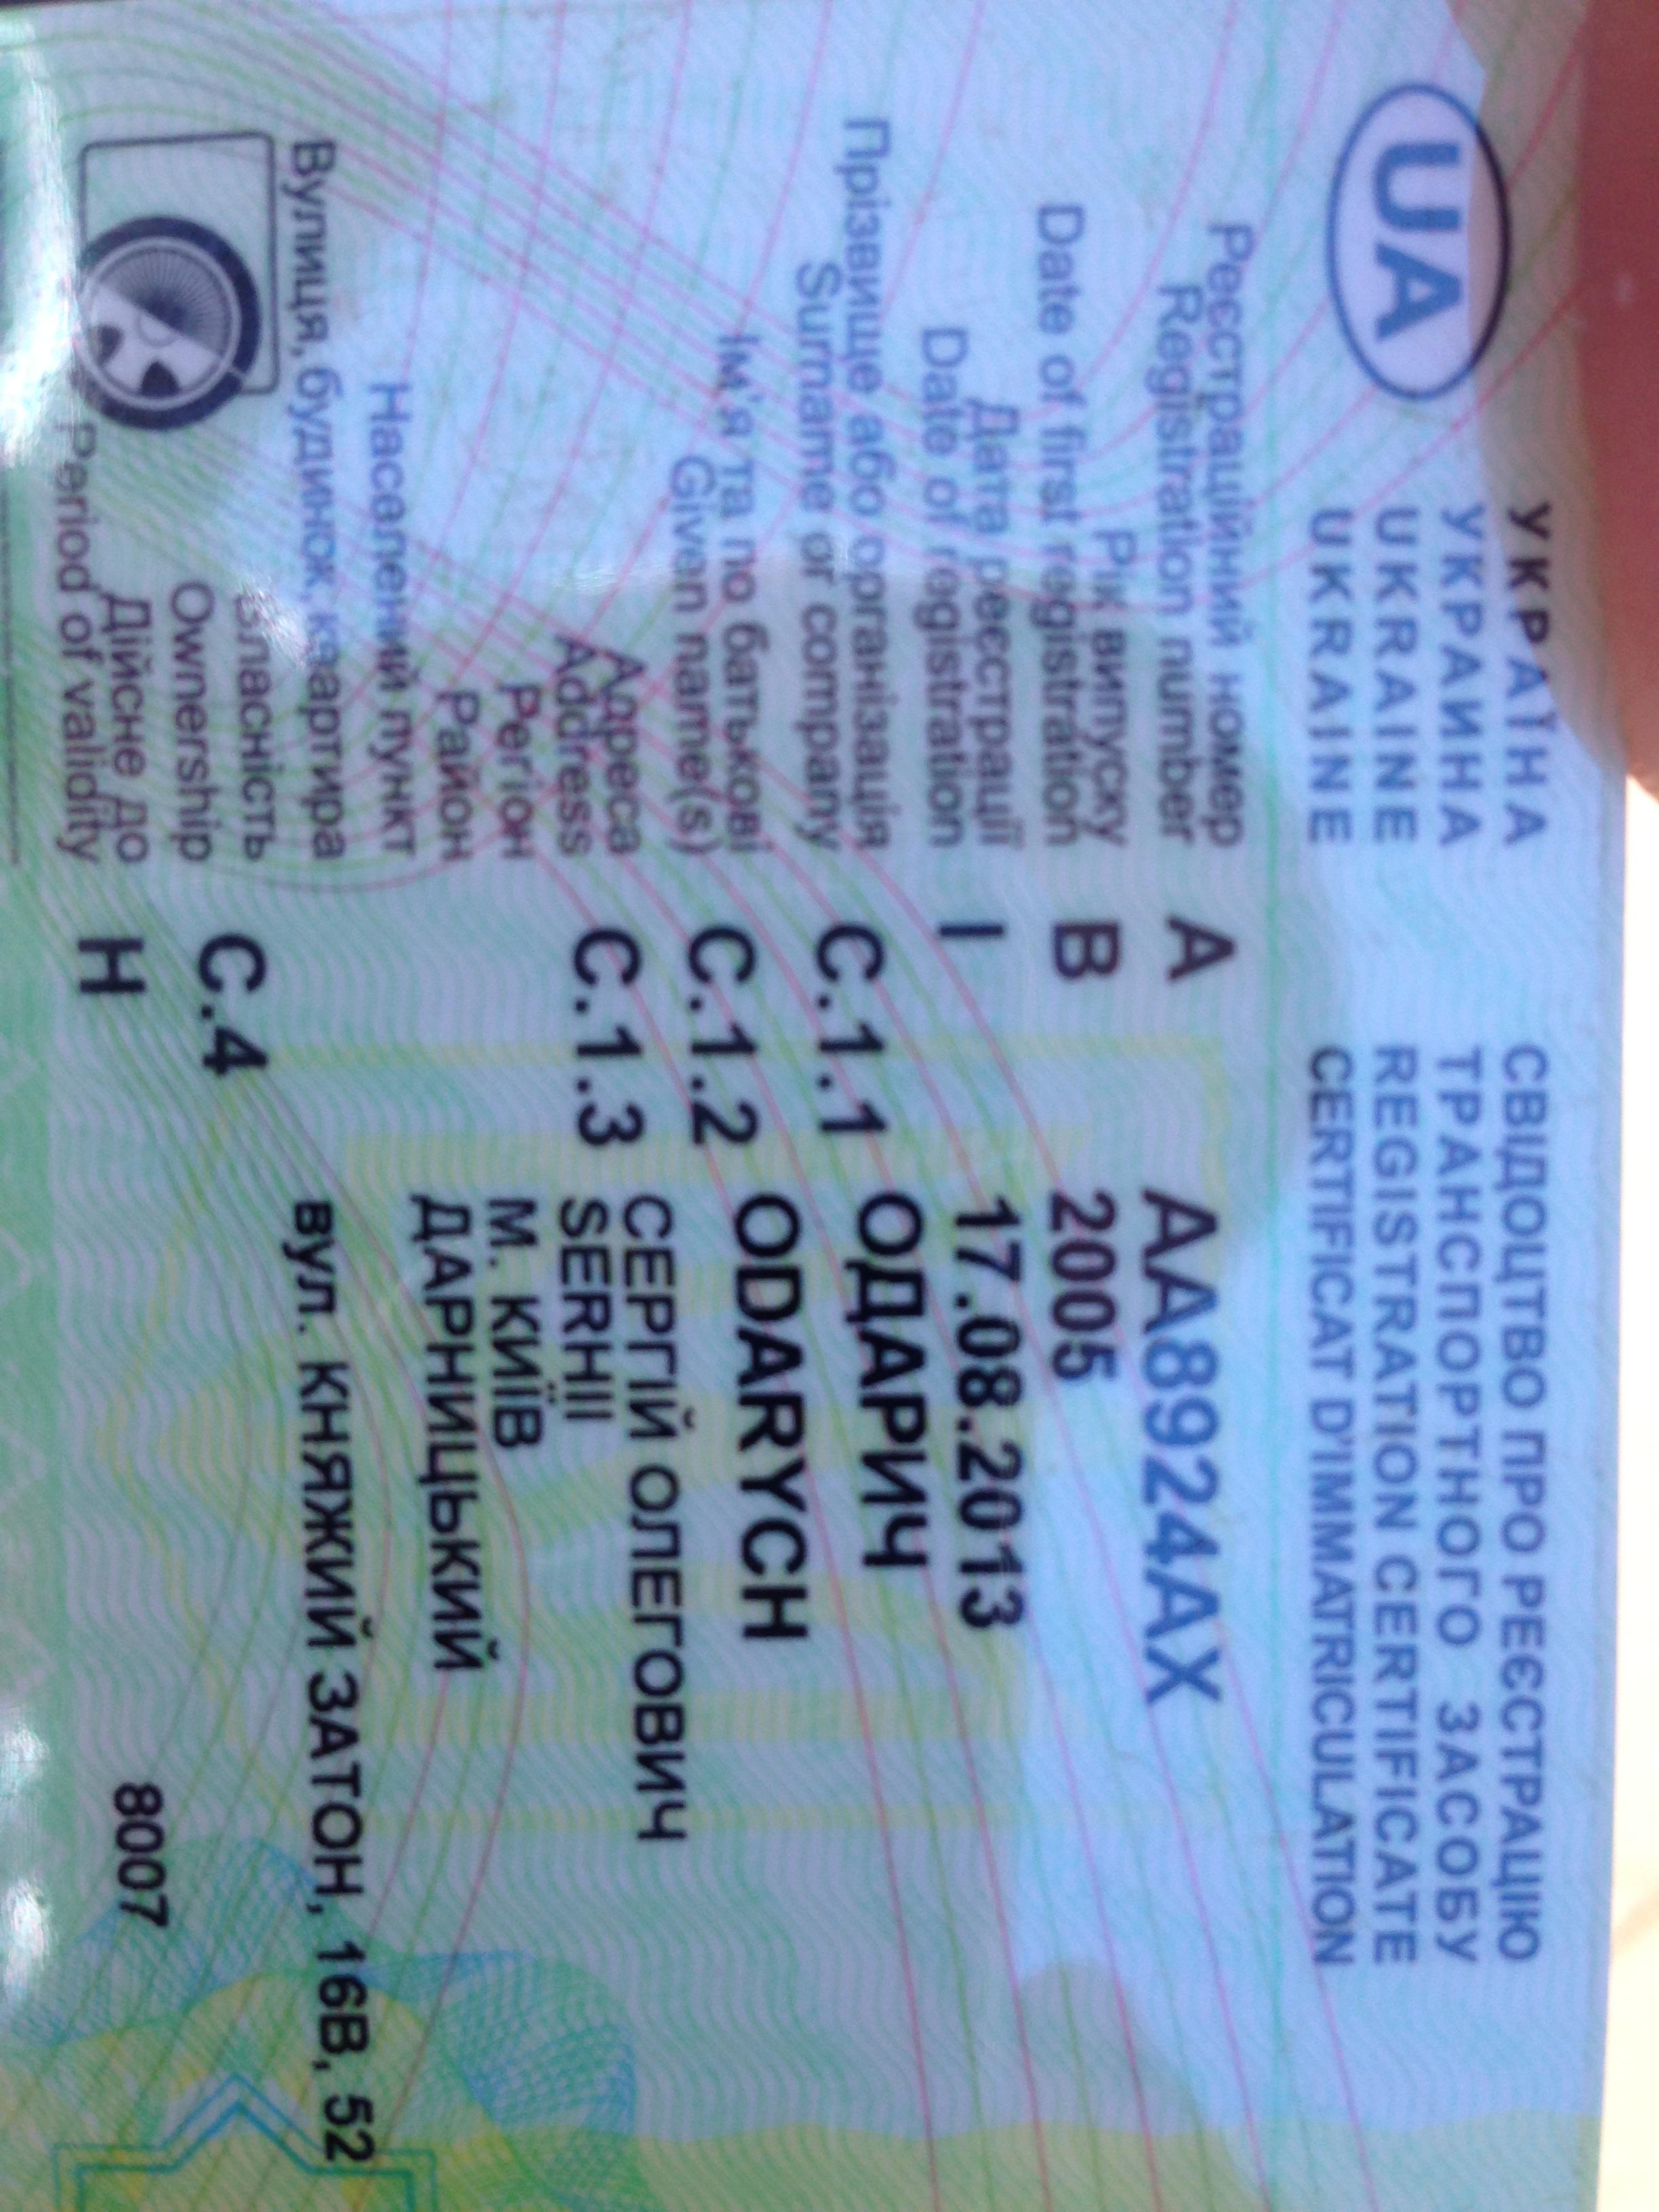 UA
УКРАЇНА СВІДОЦТВО ПРО РЕЄСТРАЦІЮ
УКРАИНА ТРАНСПОРТНОГО ЗАСОБУ
UKRAINE REGISTRATION CERTIFICATE
UKRAINE CERTIFICAT D'IMMATRICULATION
Реєстраційний номер A AA8924AX
Registration number
Рік випуску B 2005
Date of first registration
Дата реєстрації I 17.08.2013
Date of registration
Прізвище або організація C.1.1 ОДАРИЧ
Surname or company
ODARYCH
Ім'я та по батькові C.1.2 СЕРГІЙ ОЛЕГОВИЧ
Given name(s)
SERHII
Адреса C.1.3 М. КИЇВ
Address
Регіон
Район ДАРНИЦЬКИЙ
Населений пункт
Вулиця, будинок, квартира вул. КНЯЖИЙ ЗАТОН, 16В, 52
Власність C.4
Ownership
Дійсне до H 8007
Period of validity